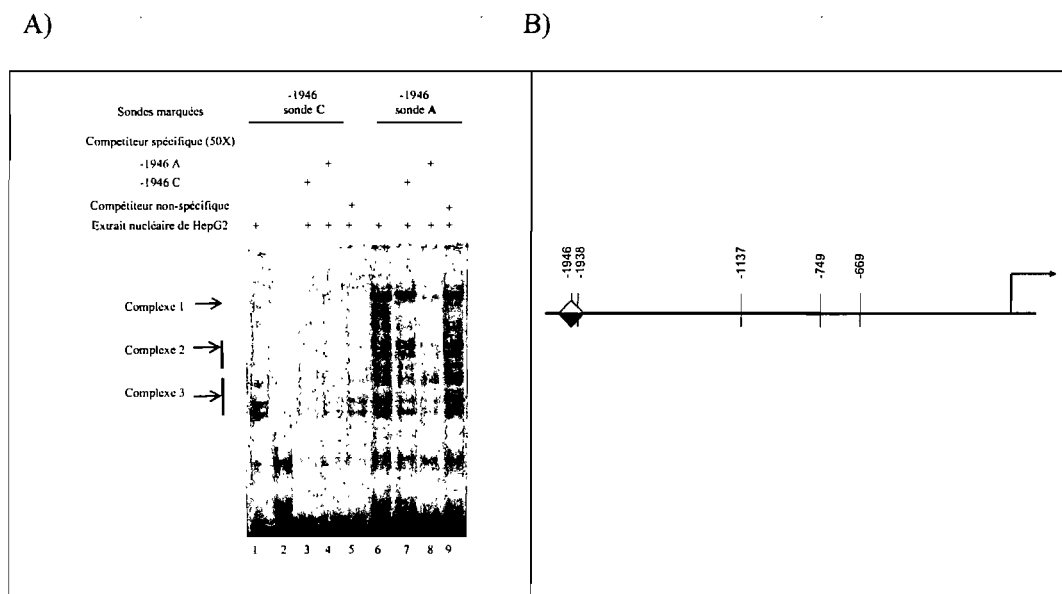 A)
B)
-1946
-1946
Sondes marquées
sonde C
sonde A
Competiteur spécifique (50X)
-1946 A
+
+
-1946 C
+
+
Compétiteur non-spécifique
+
+
Extrait nucléaire de HepG2
+ + + + + + + +
Complexe 1
Complexe 2
Complexe 3
1 2 3 4 5 6 7 8 9
-1946
-1938
-1137
-749
-669